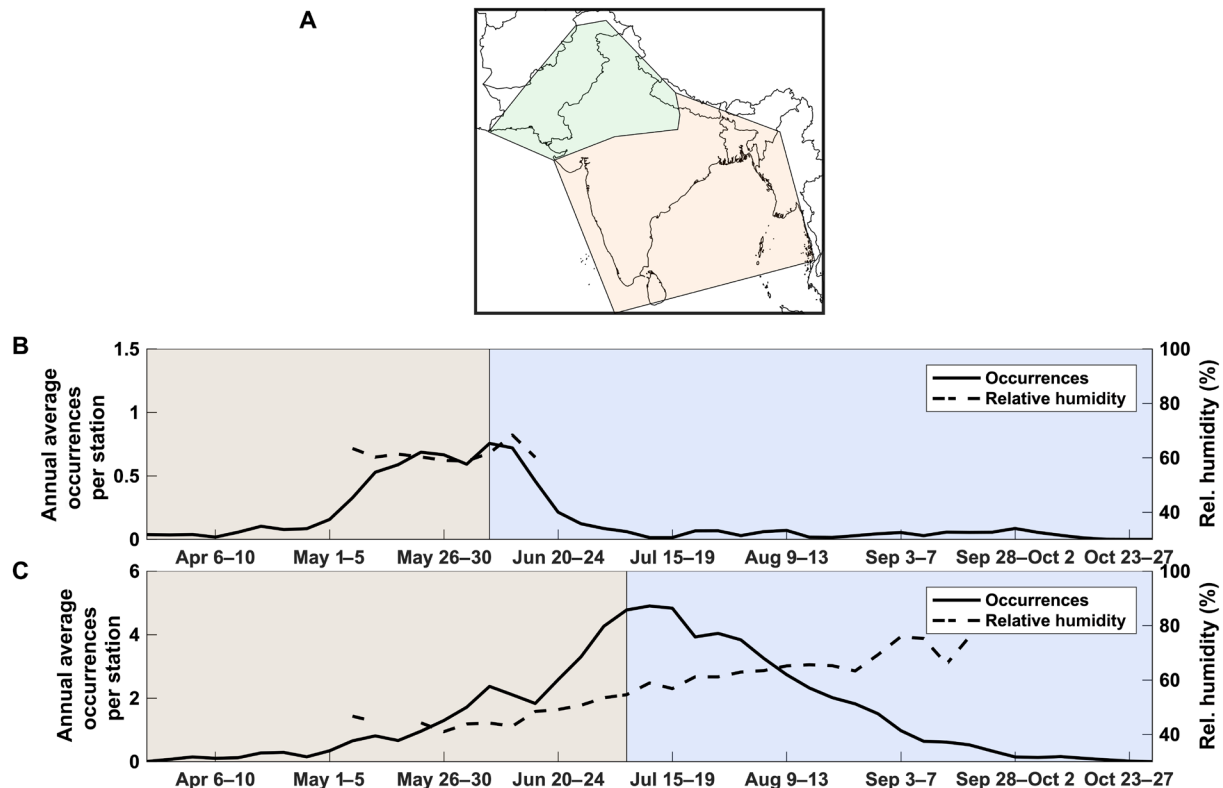 A
B
Annual average
occurrences
per station
1.5
1
0.5
0
Occurrences
Relative humidity
100
80
60
40
Rel. humidity (%)
Apr 6–10
May 1–5
May 26–30
Jun 20–24
Jul 15–19
Aug 9–13
Sep 3–7
Sep 28–Oct 2
Oct 23–27
C
Annual average
occurrences
per station
6
4
2
0
Occurrences
Relative humidity
100
80
60
40
Rel. humidity (%)
Apr 6–10
May 1–5
May 26–30
Jun 20–24
Jul 15–19
Aug 9–13
Sep 3–7
Sep 28–Oct 2
Oct 23–27